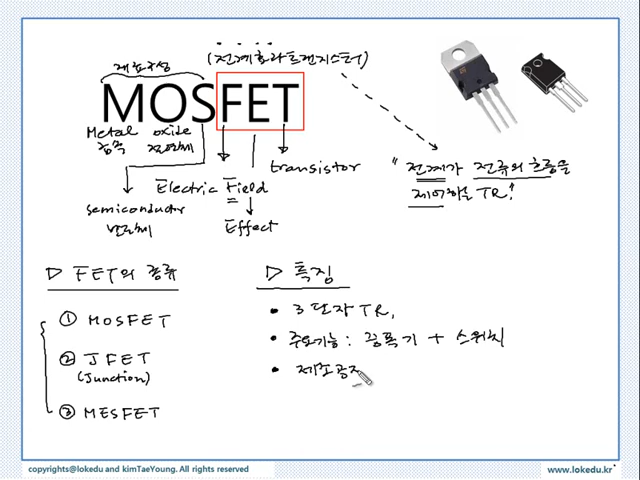 (전계효과 트랜지스터)
재료구성
MOSFET
Metal oxide transistor
금속 절연체
Electric Field
semiconductor Effect
반도체
"전계가 전류의 흐름을
제어하는 TR."
▷ FET의 종류
① MOSFET
② JFET
(Junction)
③ MESFET
▷ 특징
• 3단자 TR,
• 주요기능: 증폭기 + 스위치
• 제조공정
copyrights@lokedu and kimTaeYoung. All rights reserved
www.lokedu.kr